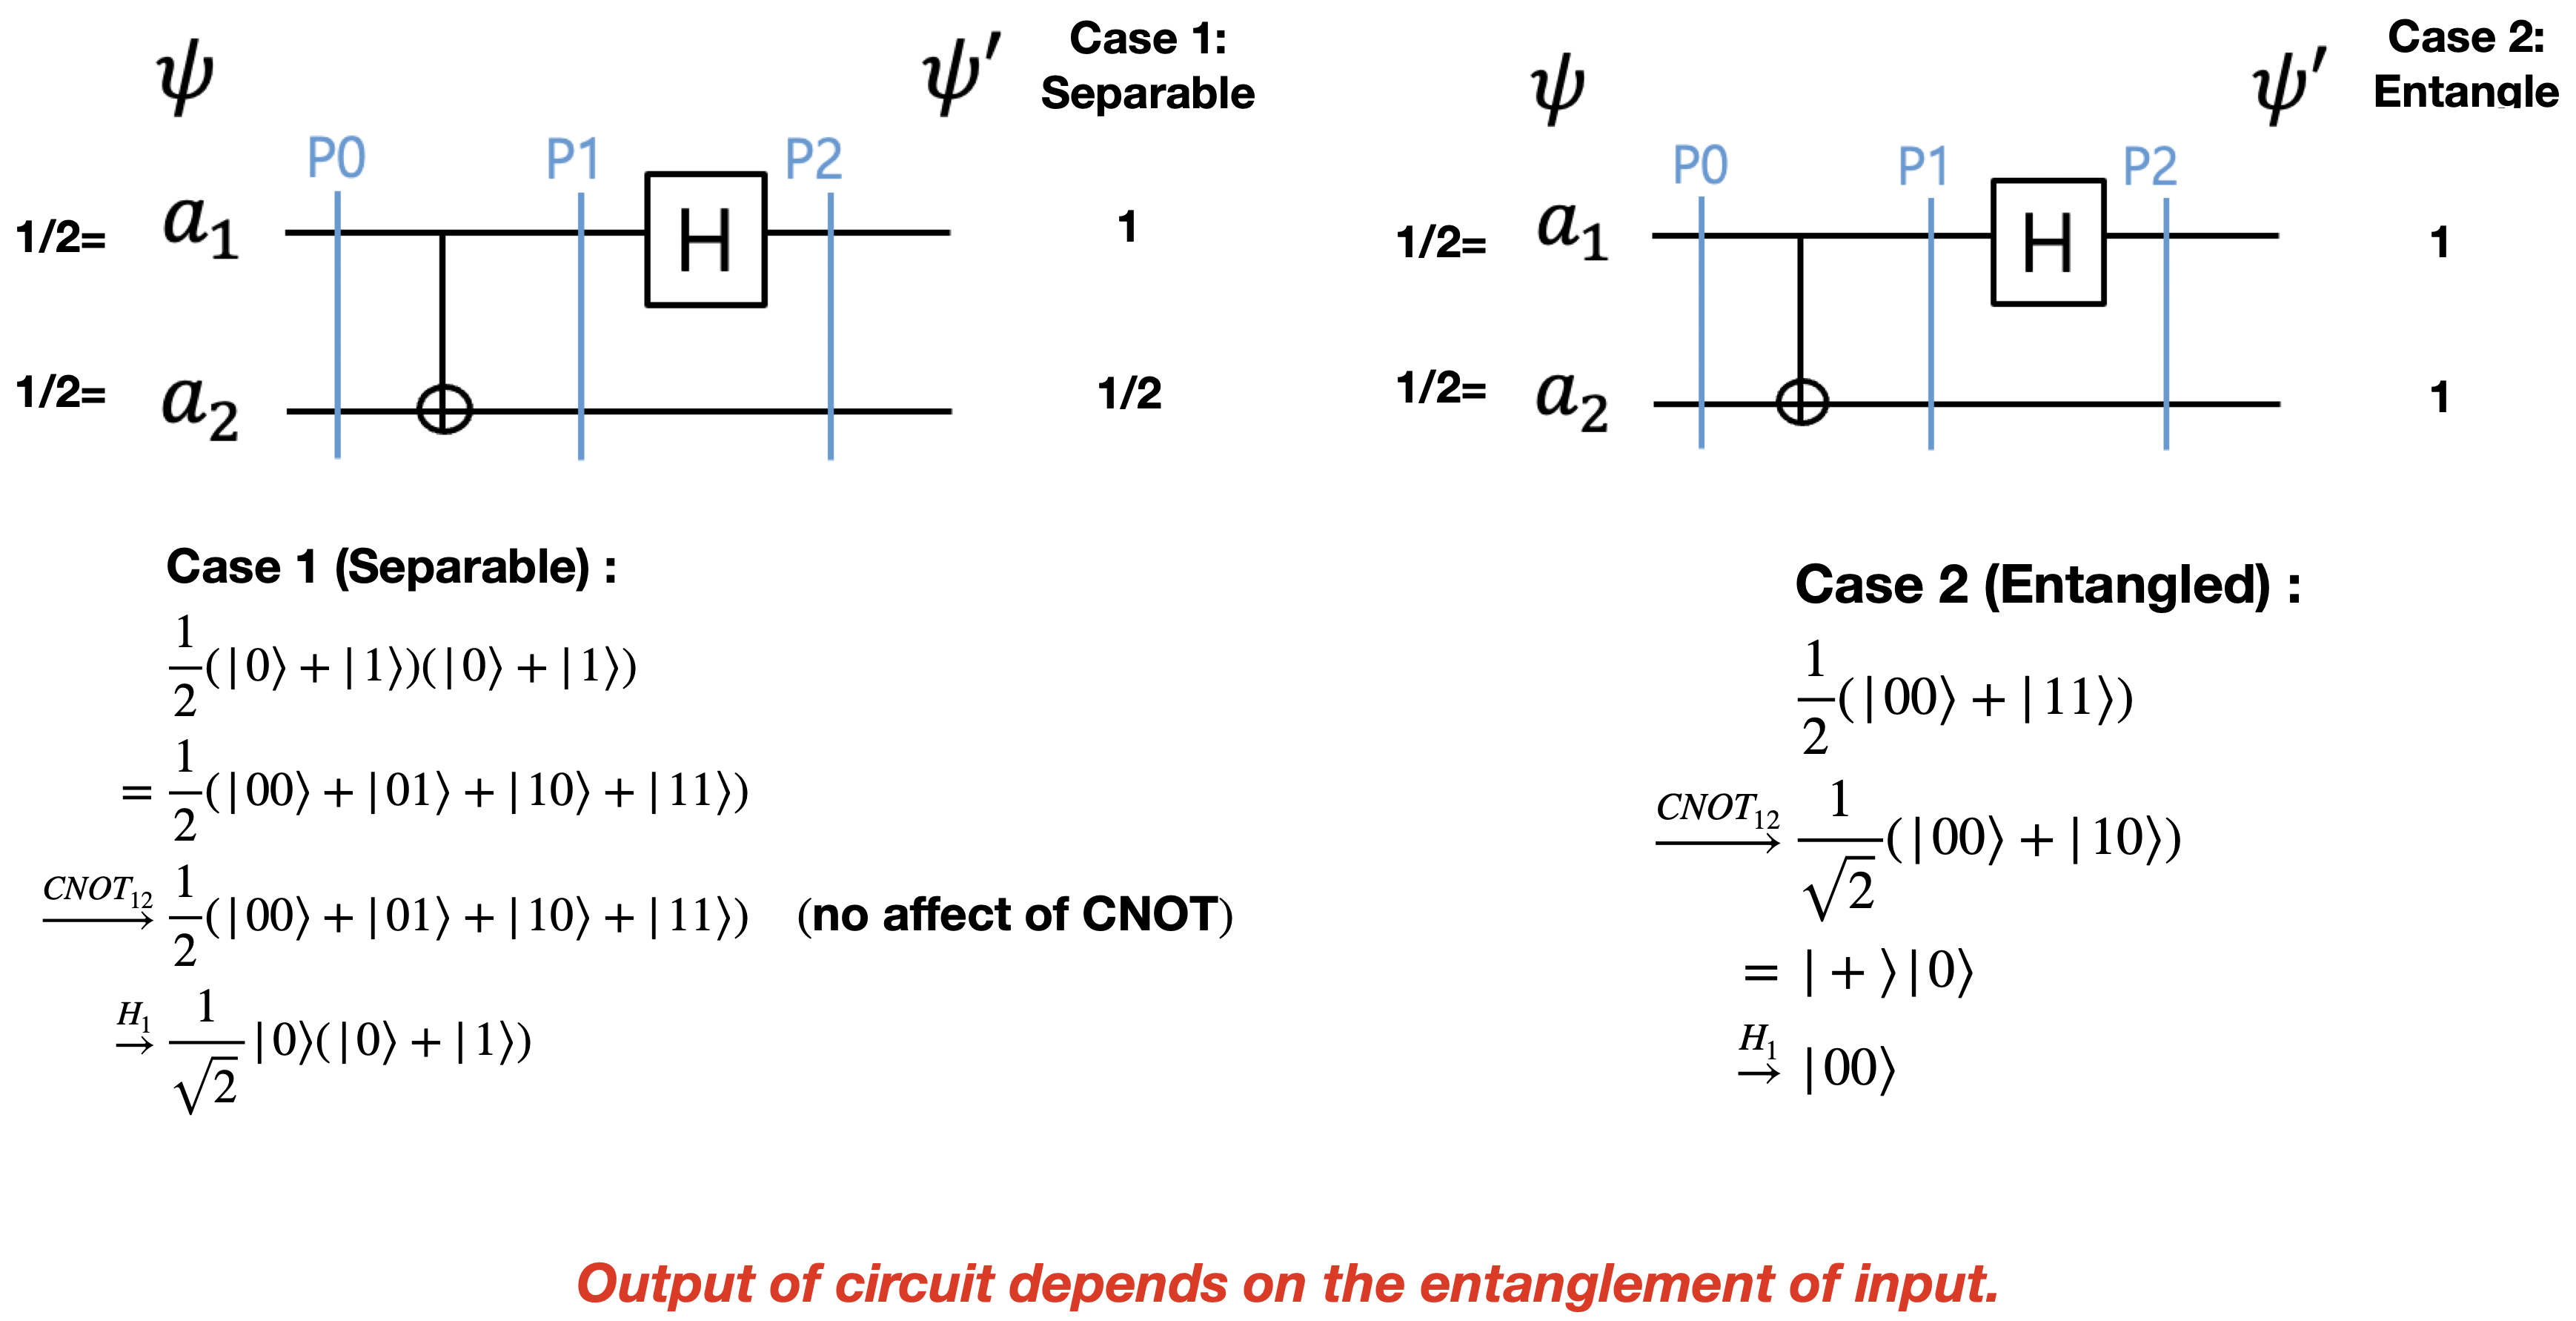 ψ
ψ′
Case 1:
Separable
P0
P1
P2
1/2=
a₁
H
1
1/2=
a₂
1/2
ψ
ψ′
Case 2:
Entangle
P0
P1
P2
1/2=
a₁
H
1
1/2=
a₂
1
Case 1 (Separable) :
1/2 (|0⟩ + |1⟩)(|0⟩ + |1⟩)
= 1/2 (|00⟩ + |01⟩ + |10⟩ + |11⟩)
CNOT₁₂ → 1/2 (|00⟩ + |01⟩ + |10⟩ + |11⟩) (no affect of CNOT)
H₁ → 1/√2 |0⟩(|0⟩ + |1⟩)
Case 2 (Entangled) :
1/2 (|00⟩ + |11⟩)
CNOT₁₂ → 1/√2 (|00⟩ + |10⟩)
= |+⟩|0⟩
H₁ → |00⟩
Output of circuit depends on the entanglement of input.